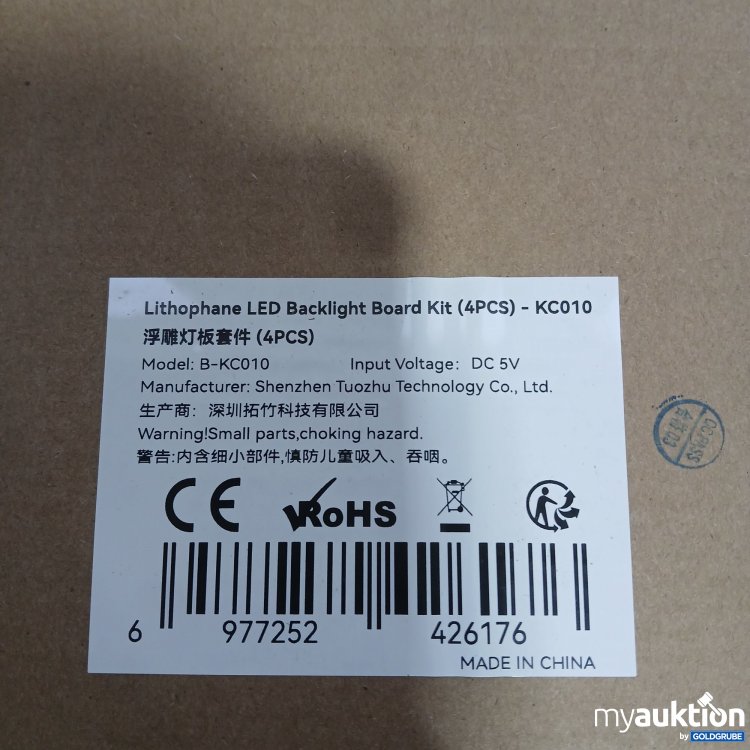 Lithophane LED Backlight Board Kit (4PCS) - KC010
浮雕灯板套件 (4PCS)
Model: B-KC010 Input Voltage: DC 5V
Manufacturer: Shenzhen Tuozhu Technology Co., Ltd.
生产商: 深圳拓竹科技有限公司
Warning!Small parts,choking hazard.
警告:内含细小部件,慎防儿童吸入、吞咽。
CE RoHS
6 977252 426176
MADE IN CHINA
QC.PASS
myauktion
by GOLDGRUBE